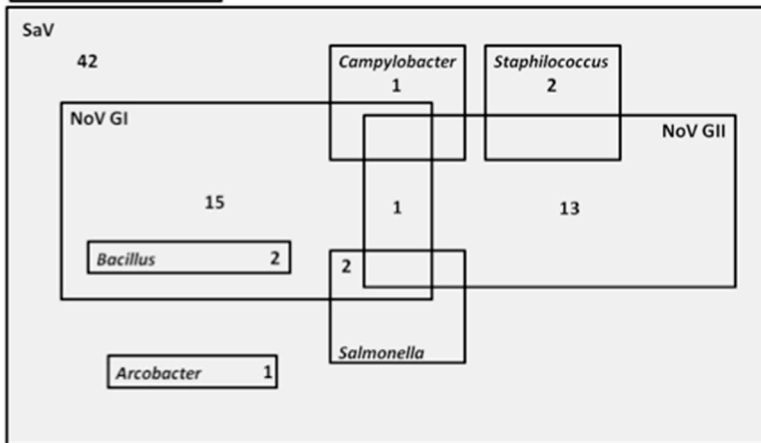 SaV
42
Campylobacter
1
Staphilococcus
2
NoV GI
NoV GII
15
1
13
Bacillus 2
2
Salmonella
Arcobacter 1